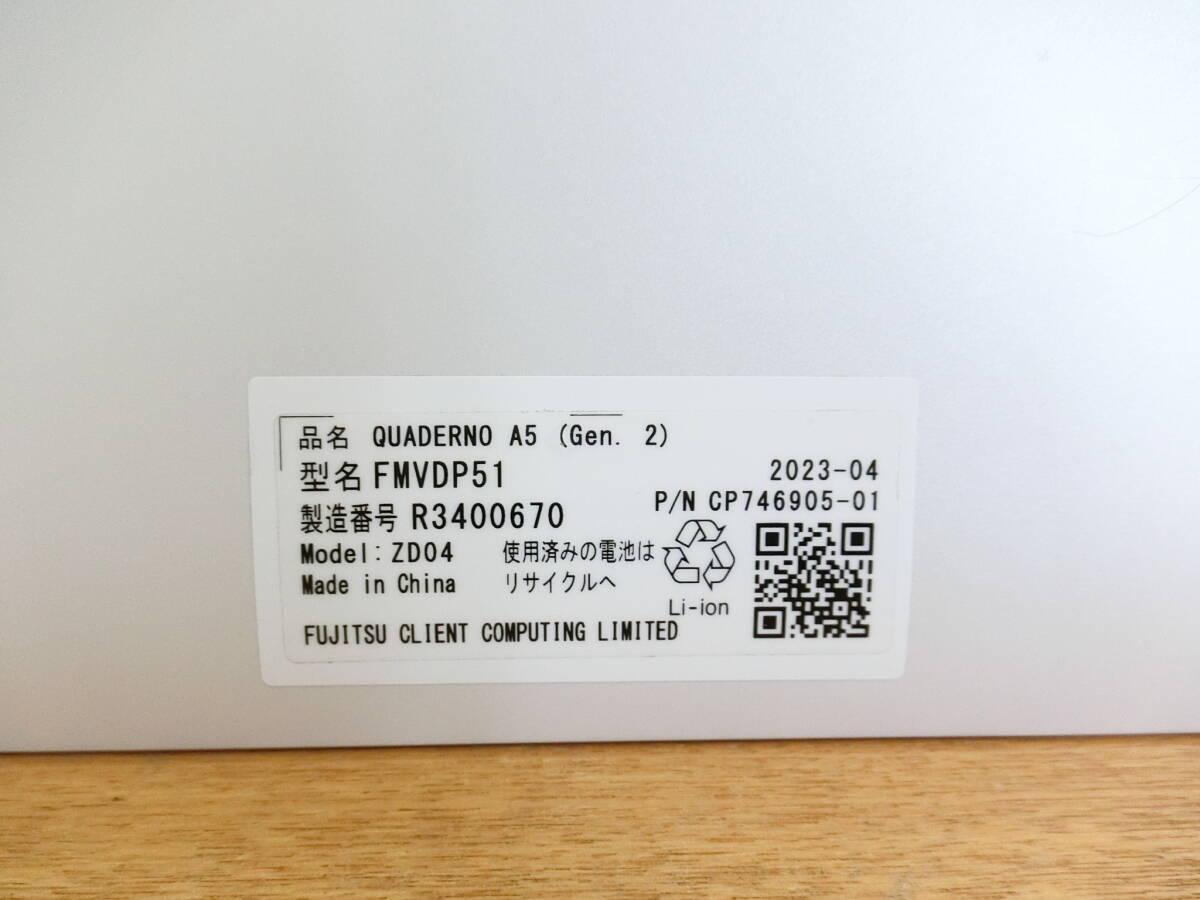 品名 QUADERNO A5 (Gen. 2)
型名 FMVDP51
2023-04
P/N CP746905-01
製造番号 R3400670
Model: ZD04
使用済みの電池は
Made in China
リサイクルへ
Li-ion
FUJITSU CLIENT COMPUTING LIMITED